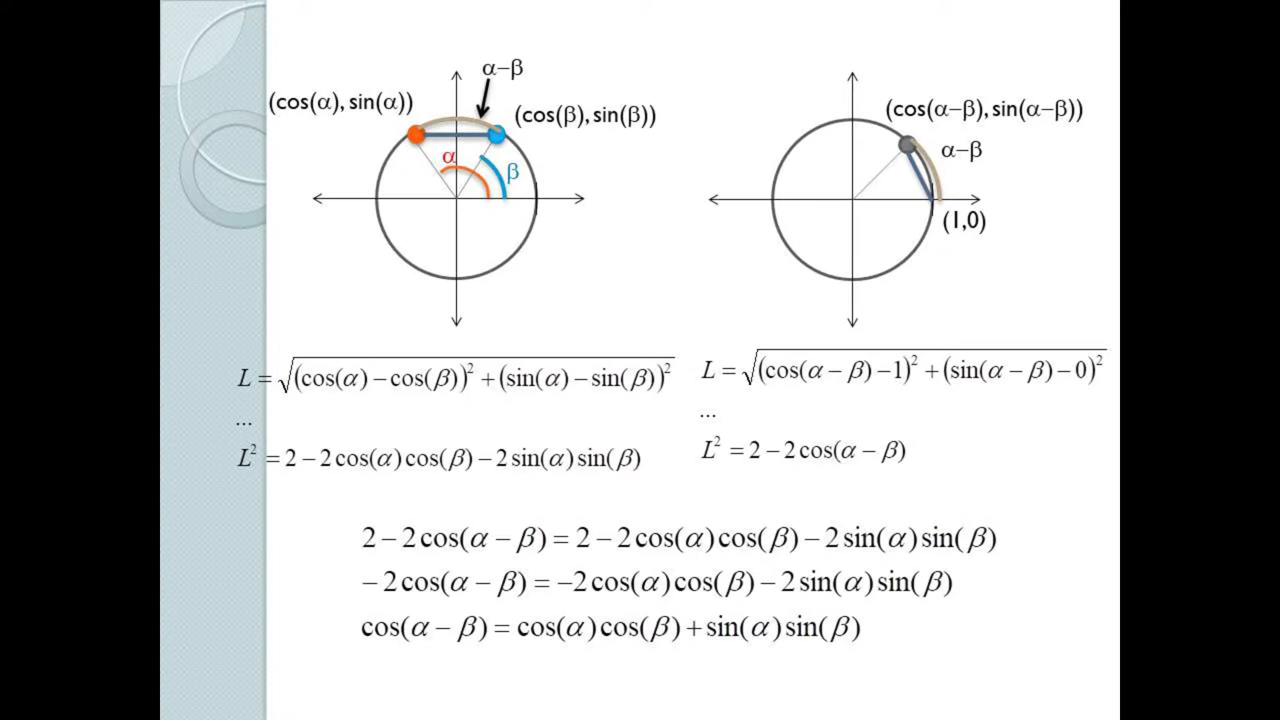 α−β
(cos(α), sin(α))
(cos(β), sin(β))
α
β
(cos(α−β), sin(α−β))
α−β
(1,0)
L = √((cos(α) − cos(β))² + (sin(α) − sin(β))²)
...
L² = 2 − 2cos(α)cos(β) − 2sin(α)sin(β)
L = √((cos(α − β) − 1)² + (sin(α − β) − 0)²)
...
L² = 2 − 2cos(α − β)
2 − 2cos(α − β) = 2 − 2cos(α)cos(β) − 2sin(α)sin(β)
− 2cos(α − β) = −2cos(α)cos(β) − 2sin(α)sin(β)
cos(α − β) = cos(α)cos(β) + sin(α)sin(β)